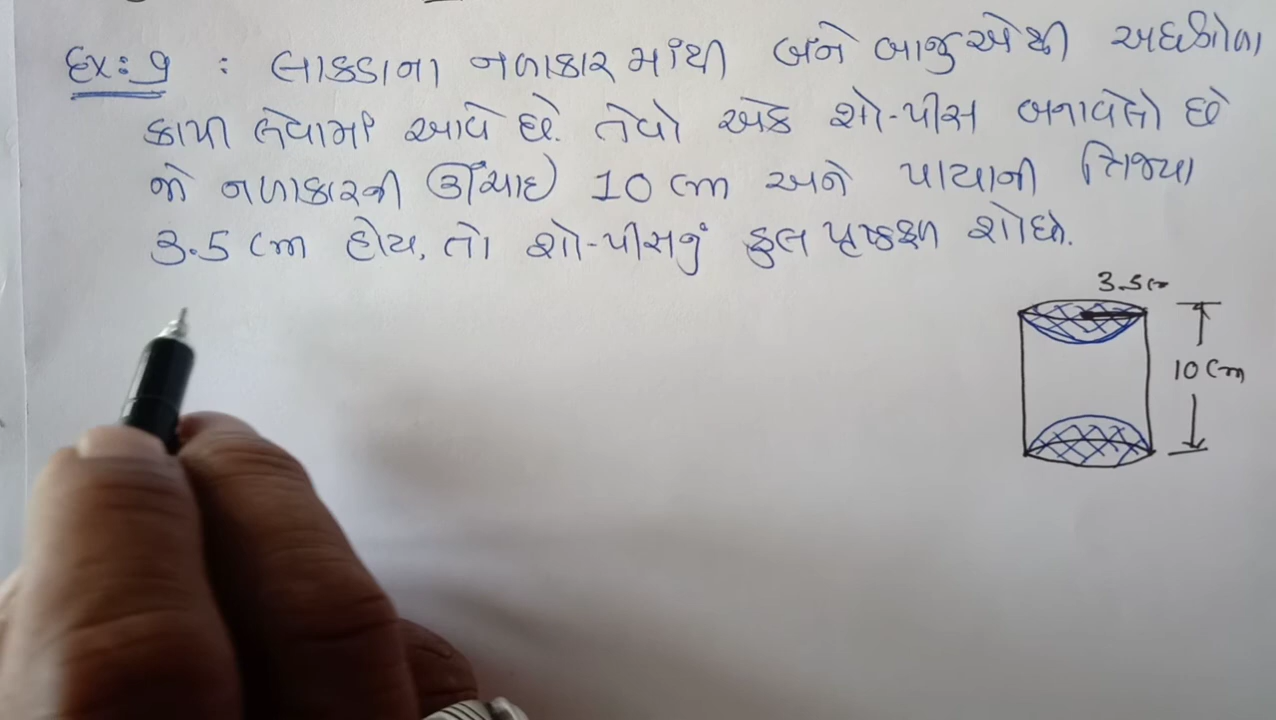 Ex: 9 : લાકડાના નળાકાર માંથી બંને બાજુએથી અર્ધગોળા
કાપી લેવામાં આવે છે. તેવો એક શો-પીસ બનાવેલો છે
જો નળાકારની ઊંચાઇ 10 cm અને પાયાની ત્રિજ્યા
3.5 cm હોય, તો શો-પીસનું કુલ પૃષ્ઠફળ શોધો.
3.5cm
10 Cm